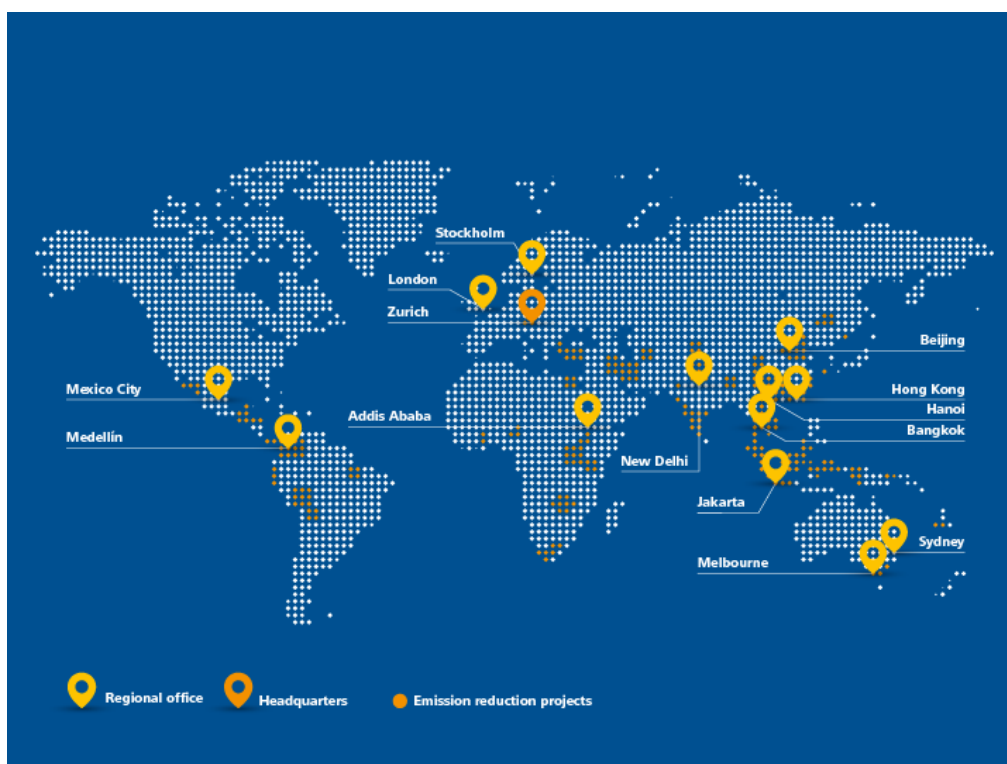 Stockholm
London
Zurich
Beijing
Mexico City
Hong Kong
Hanoi
Addis Ababa
Bangkok
Medellín
New Delhi
Jakarta
Sydney
Melbourne
Regional office
Headquarters
Emission reduction projects